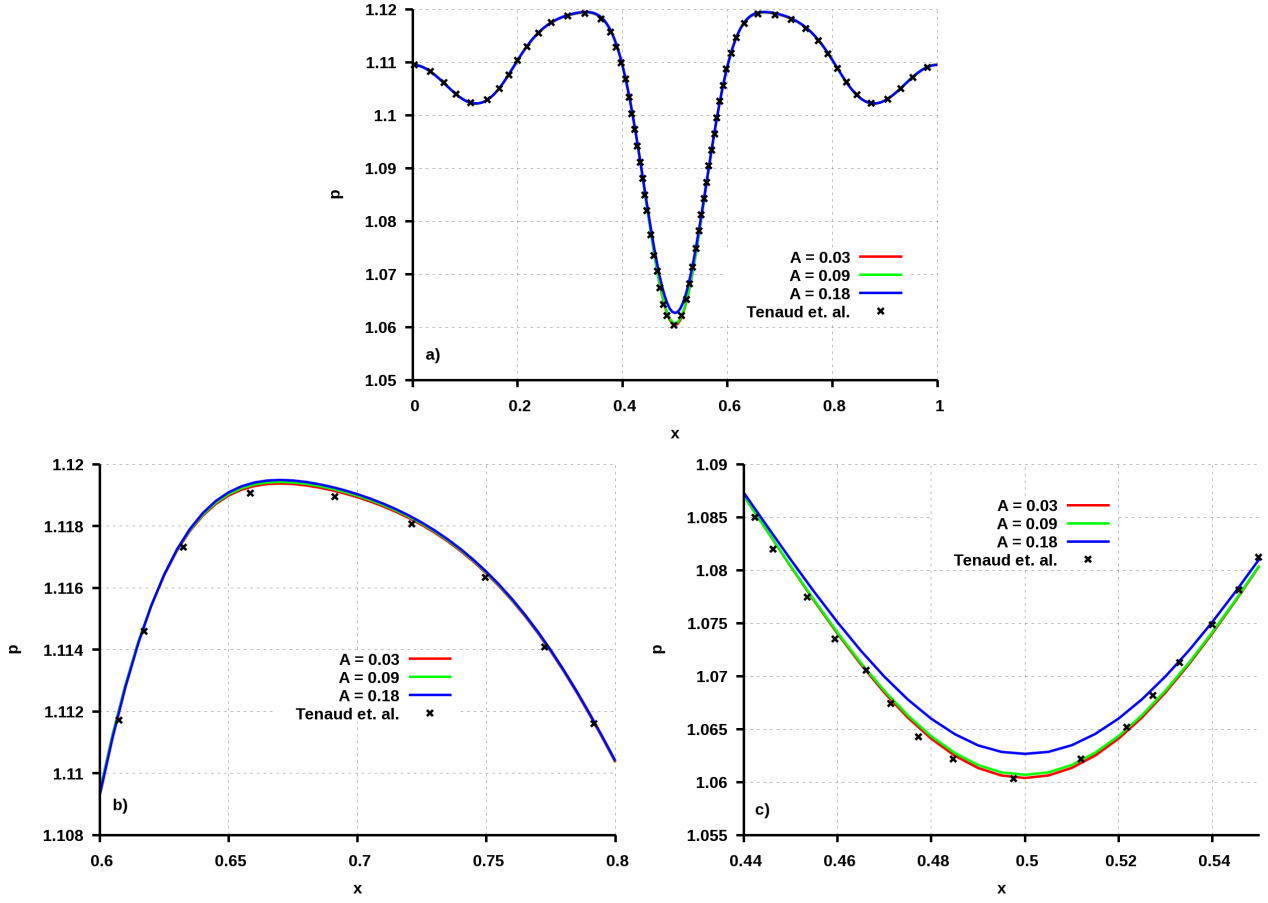 1.12
1.11
1.1
1.09
1.08
1.07
1.06
1.05
p
A = 0.03
A = 0.09
A = 0.18
Tenaud et. al.
a)
0 0.2 0.4 0.6 0.8 1
x
1.12
1.118
1.116
1.114
1.112
1.11
1.108
p
A = 0.03
A = 0.09
A = 0.18
Tenaud et. al.
b)
0.6 0.65 0.7 0.75 0.8
x
1.09
1.085
1.08
1.075
1.07
1.065
1.06
1.055
p
A = 0.03
A = 0.09
A = 0.18
Tenaud et. al.
c)
0.44 0.46 0.48 0.5 0.52 0.54
x